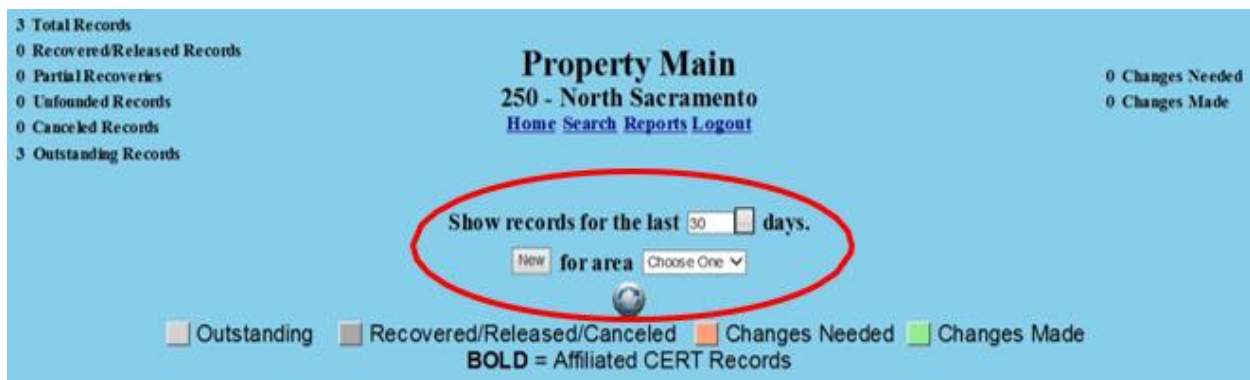 3 Total Records
0 Recovered/Released Records
0 Partial Recoveries
0 Unfounded Records
0 Canceled Records
3 Outstanding Records
Property Main
250 - North Sacramento
Home Search Reports Logout
0 Changes Needed
0 Changes Made
Show records for the last 30 days.
New for area Choose One
Outstanding Recovered/Released/Canceled Changes Needed Changes Made
BOLD = Affiliated CERT Records